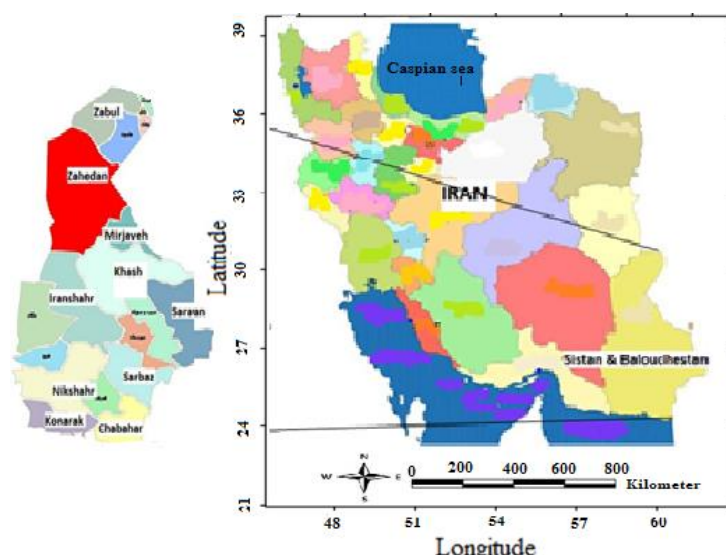 Zabul
Zahedan
Mirjaveh
Khash
Iranshahr
Saravan
Sarbaz
Nikshahr
Konarak
Chabahar
39
36
33
30
27
24
21
Latitude
Caspian sea
IRAN
Sistan & Balouchestan
N
W E
S
0 200 400 600 800
Kilometer
48 51 54 57 60
Longitude